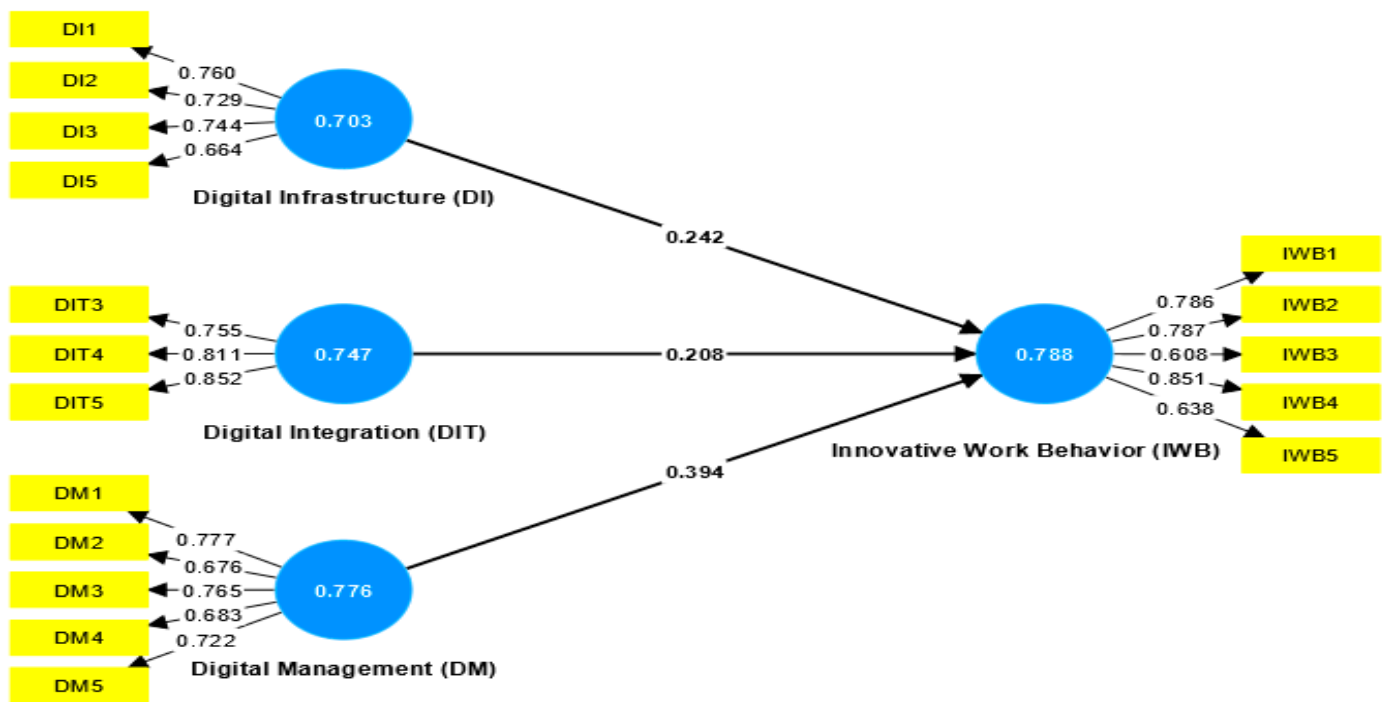 DI1
0.760
DI2
0.729
DI3
0.744
DI5
0.664
0.703
Digital Infrastructure (DI)
0.242
DIT3
0.755
DIT4
0.811
DIT5
0.852
0.747
Digital Integration (DIT)
0.208
DM1
0.777
DM2
0.676
DM3
0.765
DM4
0.683
DM5
0.722
0.776
Digital Management (DM)
0.394
0.788
Innovative Work Behavior (IWB)
IWB1
0.786
IWB2
0.787
IWB3
0.608
IWB4
0.851
IWB5
0.638